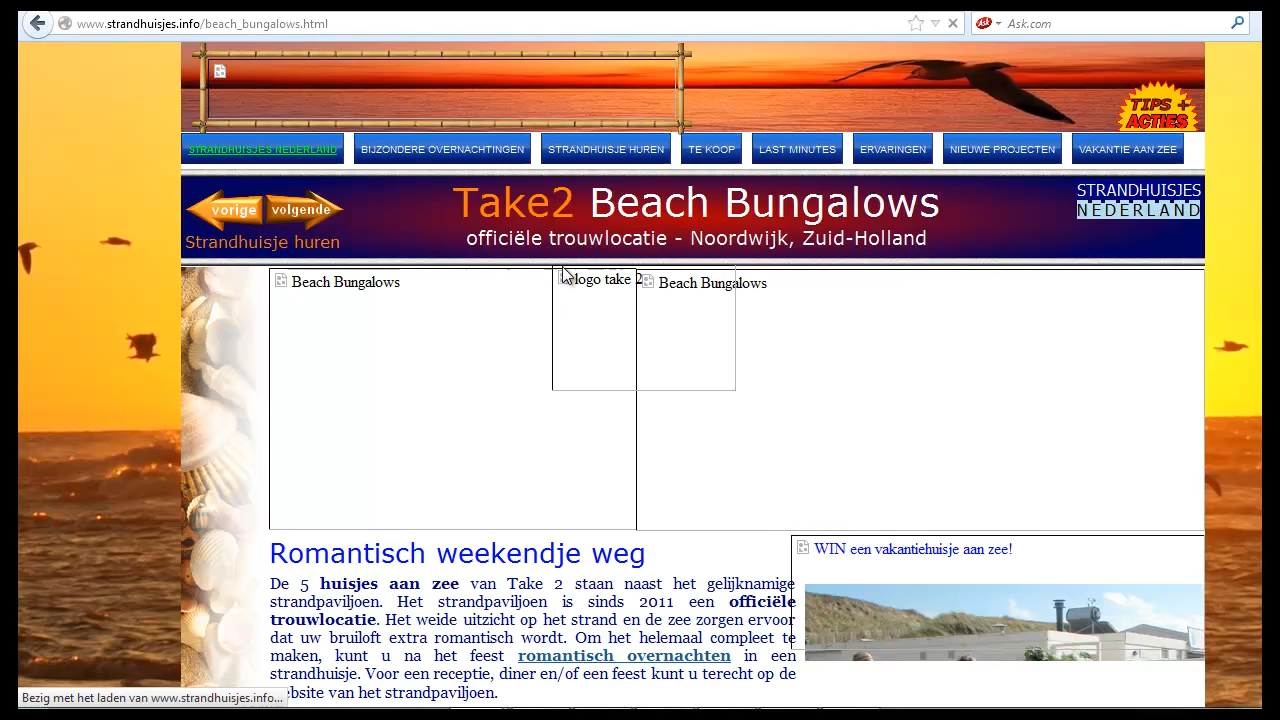 www.strandhuisjes.info/beach_bungalows.html
Ask
Ask.com
TIPS +
ACTIES
STRANDHUISJES NEDERLAND
BIJZONDERE OVERNACHTINGEN
STRANDHUISJE HUREN
TE KOOP
LAST MINUTES
ERVARINGEN
NIEUWE PROJECTEN
VAKANTIE AAN ZEE
vorige
volgende
Strandhuisje huren
Take2 Beach Bungalows
officiële trouwlocatie - Noordwijk, Zuid-Holland
STRANDHUISJES
NEDERLAND
Beach Bungalows
logo take 2
Beach Bungalows
Romantisch weekendje weg
De 5 huisjes aan zee van Take 2 staan naast het gelijknamige
strandpaviljoen. Het strandpaviljoen is sinds 2011 een officiële
trouwlocatie. Het weide uitzicht op het strand en de zee zorgen ervoor
dat uw bruiloft extra romantisch wordt. Om het helemaal compleet te
maken, kunt u na het feest romantisch overnachten in een
strandhuisje. Voor een receptie, diner en/of een feest kunt u terecht op de
website van het strandpaviljoen.
WIN een vakantiehuisje aan zee!
Bezig met het laden van www.strandhuisjes.info...